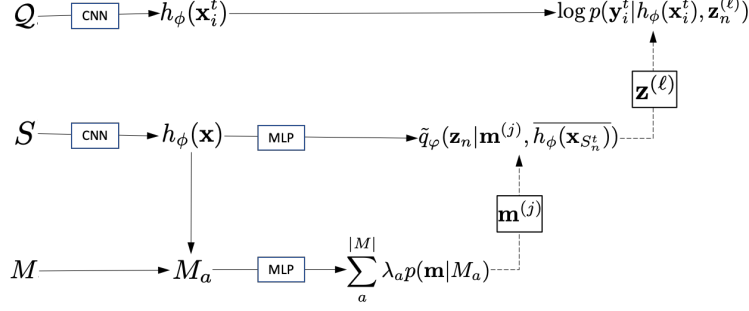 𝒬 CNN h_ϕ(𝐱_i^t) log p(𝐲_i^t|h_ϕ(𝐱_i^t), 𝐳_n^{(ℓ)})
𝐳^{(ℓ)}
S CNN h_ϕ(𝐱) MLP q̃_φ(𝐳_n|𝐦^{(j)}, \overline{h_ϕ(𝐱_{S_n^t})})
𝐦^{(j)}
M M_a MLP \sum_a^{|M|} λ_a p(𝐦|M_a)